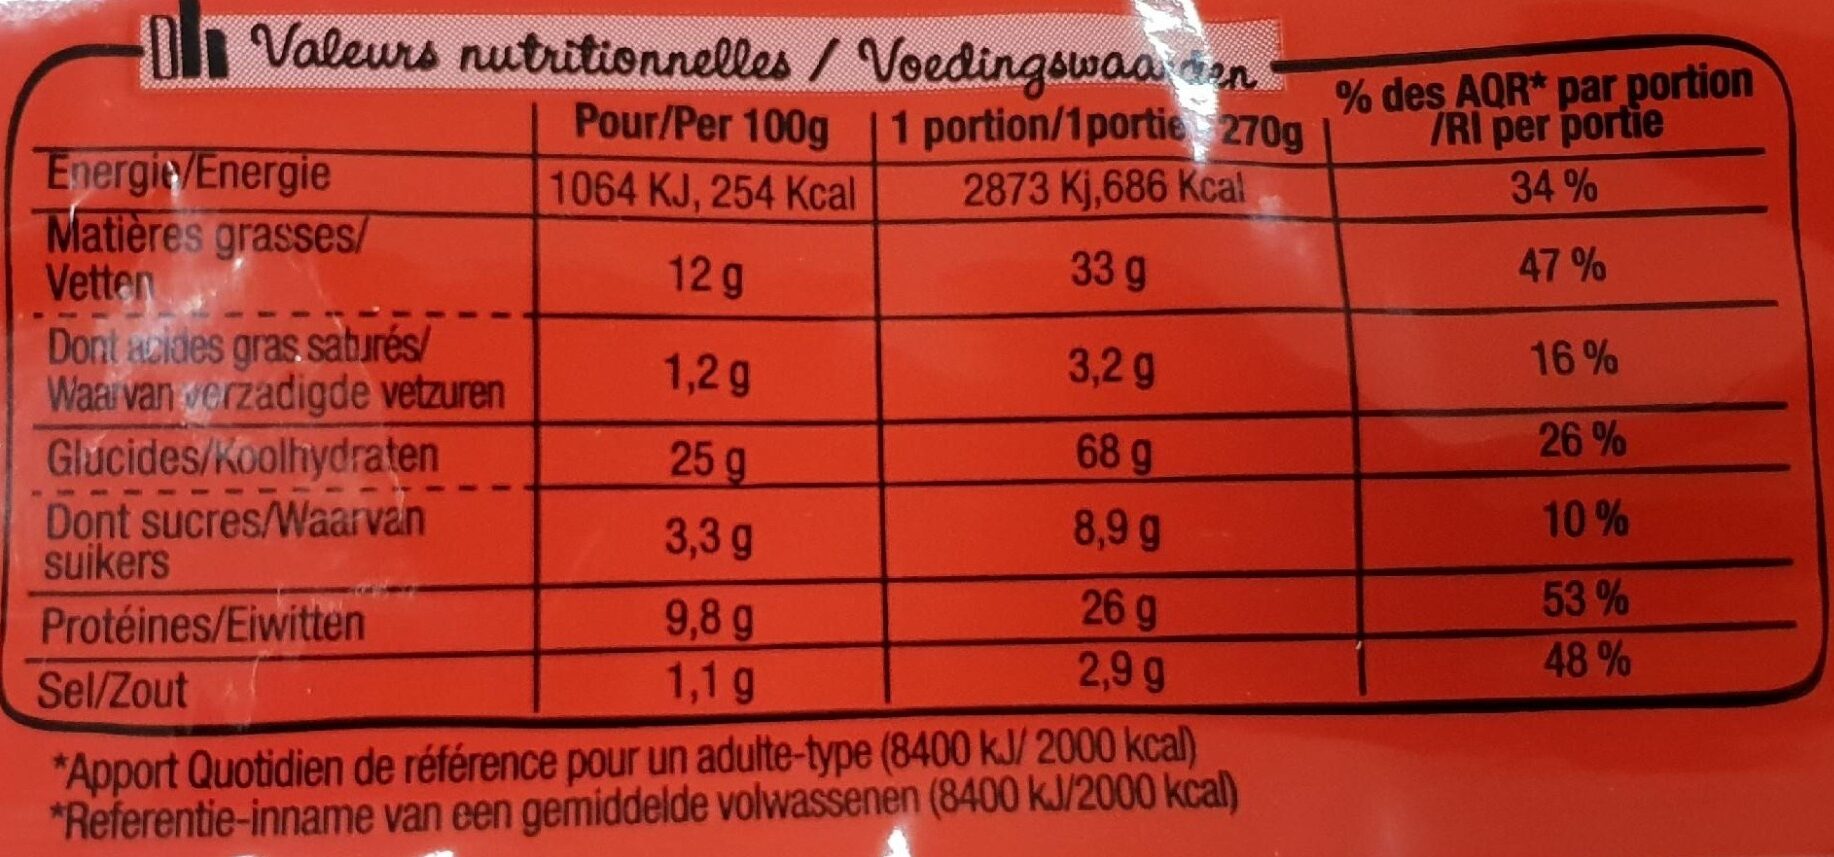 Valeurs nutritionnelles / Voedingswaarden
Pour/Per 100g 1 portion/1portie 270g % des AQR* par portion
/RI per portie
Energie/Energie 1064 KJ, 254 Kcal 2873 Kj,686 Kcal 34 %
Matières grasses/
Vetten 12 g 33 g 47 %
Dont acides gras saturés/
Waarvan verzadigde vetzuren 1,2 g 3,2 g 16 %
Glucides/Koolhydraten 25 g 68 g 26 %
Dont sucres/Waarvan
suikers 3,3 g 8,9 g 10 %
Protéines/Eiwitten 9,8 g 26 g 53 %
Sel/Zout 1,1 g 2,9 g 48 %
*Apport Quotidien de référence pour un adulte-type (8400 kJ/ 2000 kcal)
*Referentie-inname van een gemiddelde volwassenen (8400 kJ/2000 kcal)